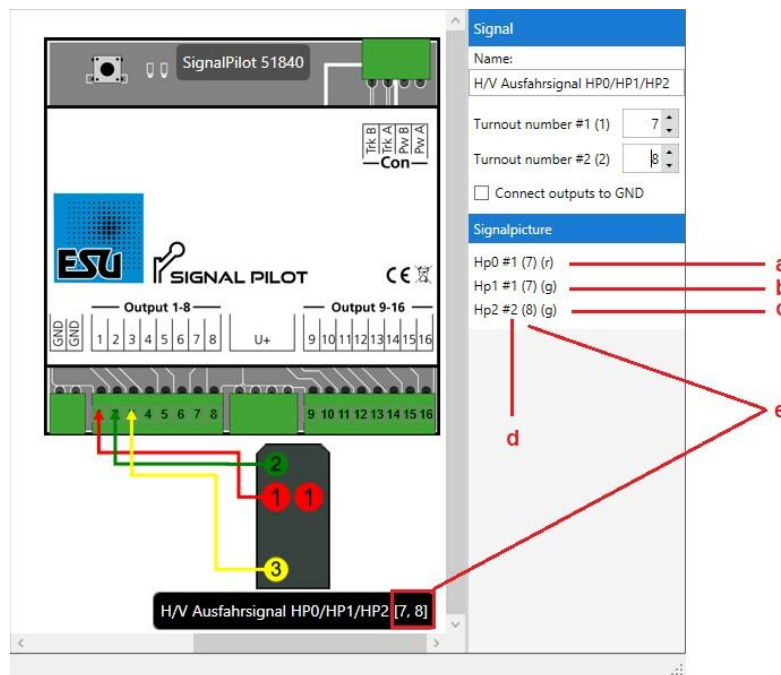 SignalPilot 51840
Trk B
Trk A
Pw B
Pw A
Con
ESU
SIGNAL PILOT
CE
Output 1-8
Output 9-16
GND
GND
1 2 3 4 5 6 7 8
U+
9 10 11 12 13 14 15 16
1 2 3 4 5 6 7 8
9 10 11 12 13 14 15 16
2
1 1
3
H/V Ausfahrsignal HP0/HP1/HP2 [7, 8]
Signal
Name:
H/V Ausfahrsignal HP0/HP1/HP2
Turnout number #1 (1) 7
Turnout number #2 (2) 8
Connect outputs to GND
Signalpicture
Hp0 #1 (7) (r)
Hp1 #1 (7) (g)
Hp2 #2 (8) (g)
a
b
c
d
e